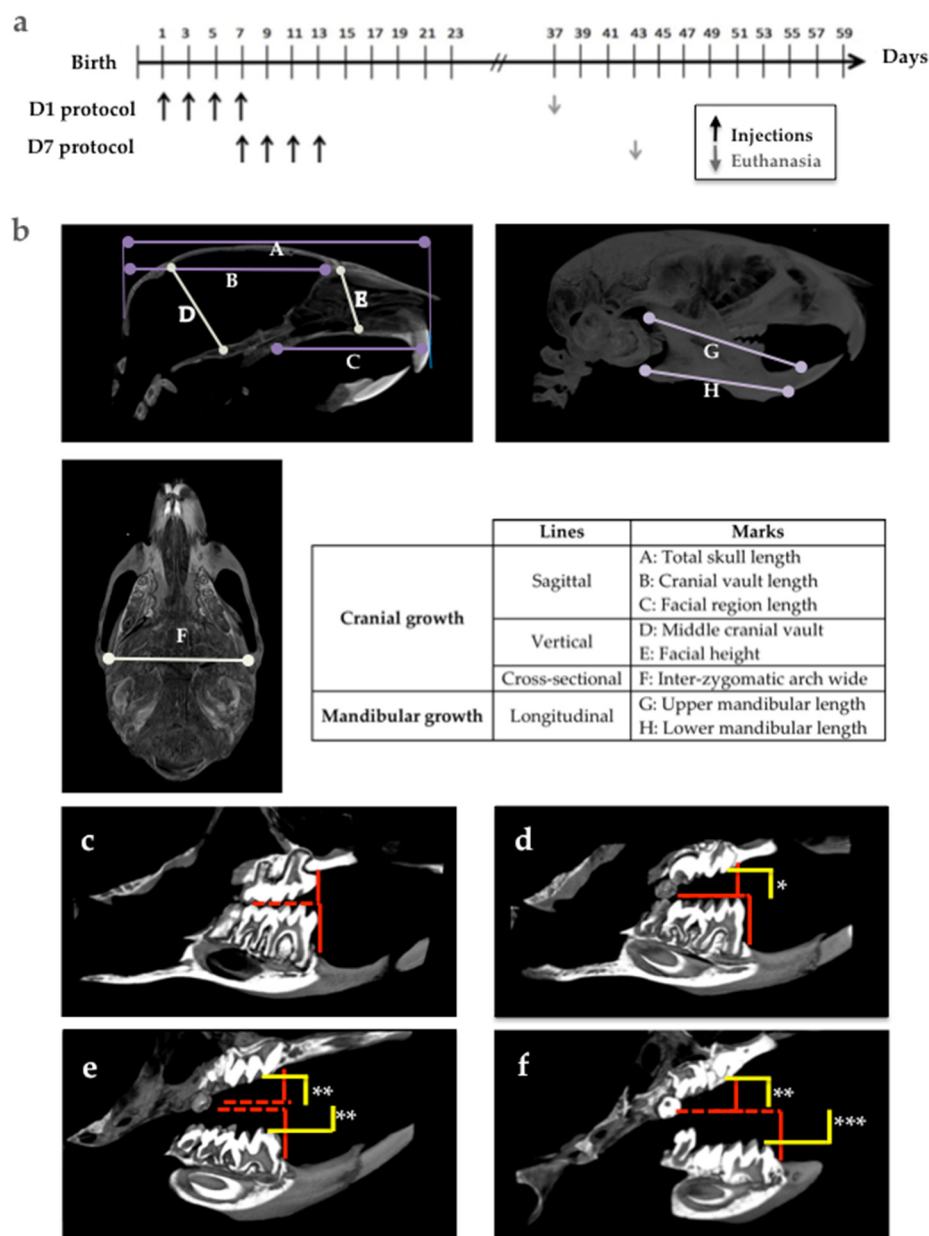 a
1 3 5 7 9 11 13 15 17 19 21 23 37 41 43 45 47 49 51 53 55 57 59
Birth // Days
D1 protocol
D7 protocol
Injections
Euthanasia
b
A
B
D
E
C
G
H
F
Lines Marks
Cranial growth
Sagittal
A: Total skull length
B: Cranial vault length
C: Facial region length
Vertical
D: Middle cranial vault
E: Facial height
Cross-sectional F: Inter-zygomatic arch wide
Mandibular growth Longitudinal
G: Upper mandibular length
H: Lower mandibular length
c
d
*
e
**
**
f
**
***